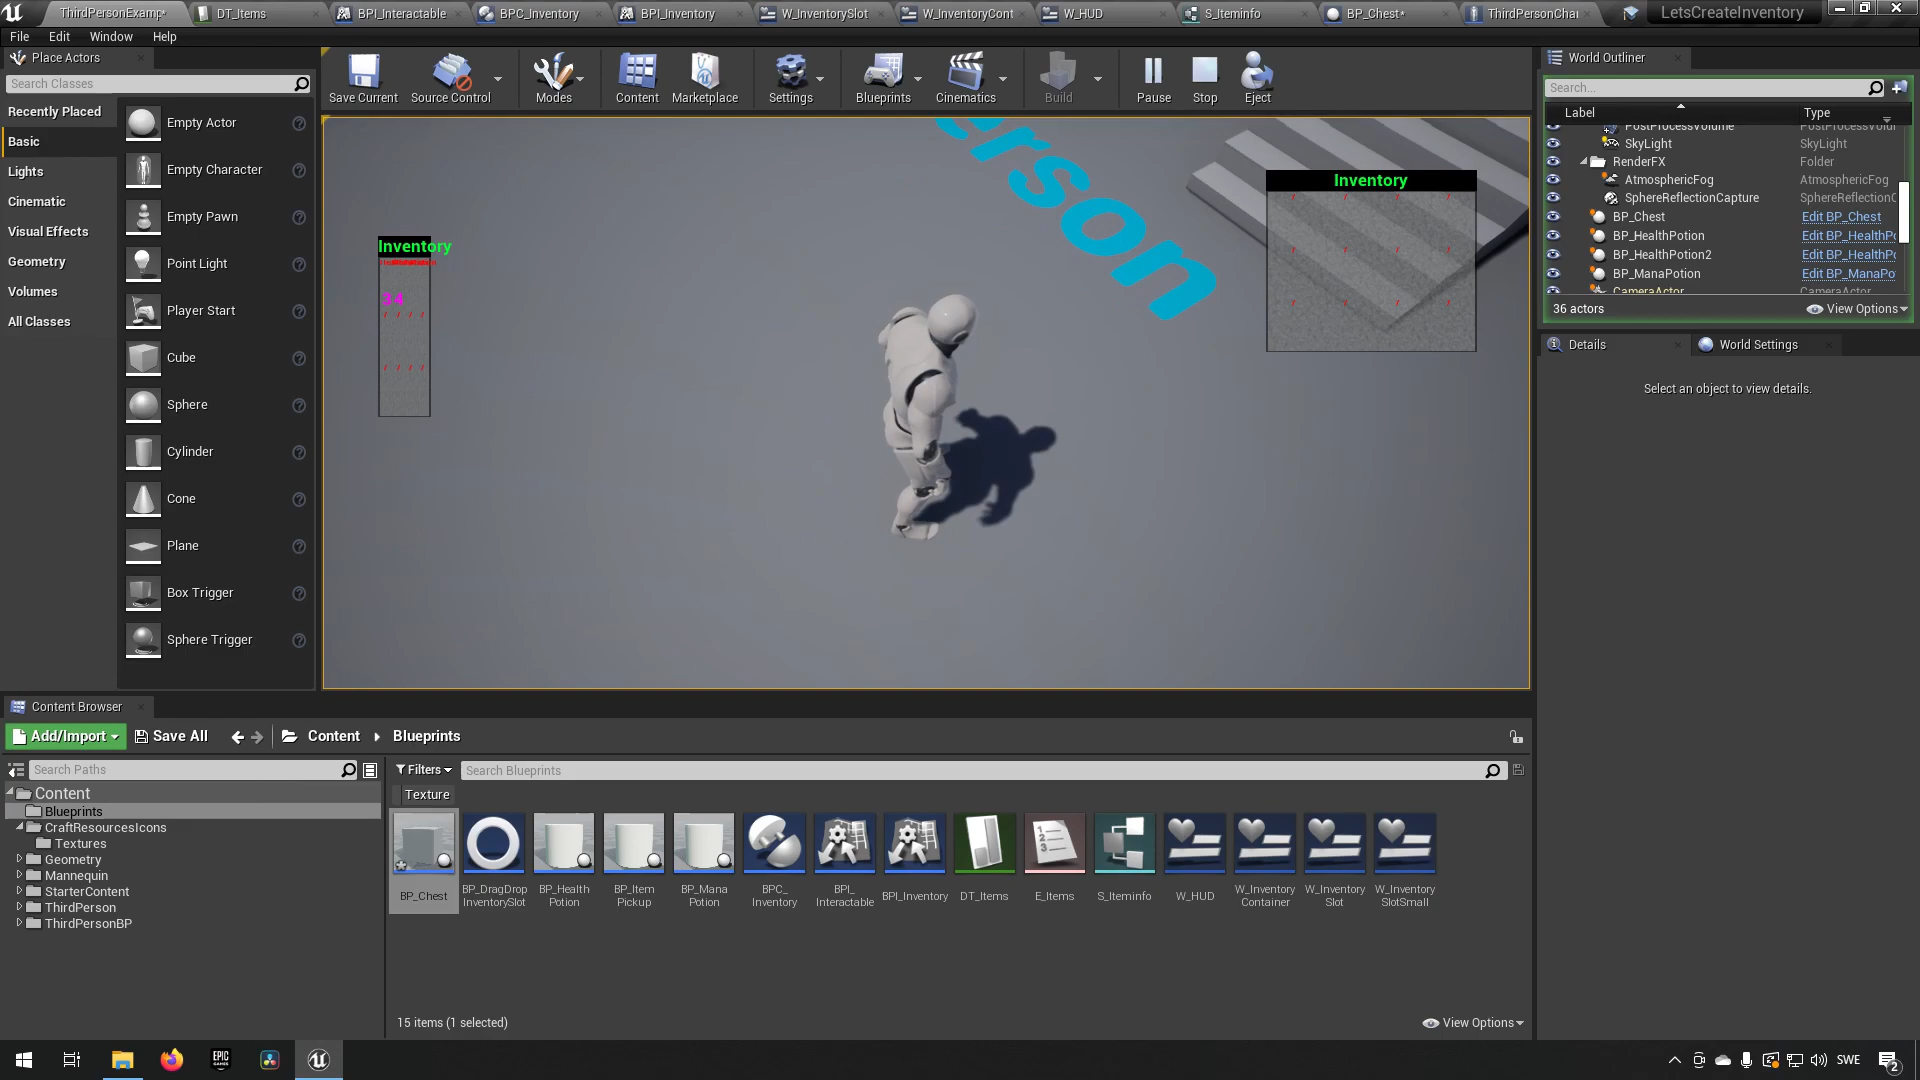 ThirdPersonExamp*
DT_Items
BPI_Interactable
BPC_Inventory
BPI_Inventory
W_InventorySlot
W_InventoryCont
W_HUD
S_Iteminfo
BP_Chest*
ThirdPersonChar
LetsCreateInventory
File
Edit
Window
Help
Place Actors
Search Classes
Recently Placed
Basic
Lights
Cinematic
Visual Effects
Geometry
Volumes
All Classes
Empty Actor
Empty Character
Empty Pawn
Point Light
Player Start
Cube
Sphere
Cylinder
Cone
Plane
Box Trigger
Sphere Trigger
Save Current
Source Control
Modes
Content
Marketplace
Settings
Blueprints
Cinematics
Build
Pause
Stop
Eject
erson
Inventory
34
Inventory
World Outliner
Search...
Label
Type
PostProcessVolume
PostProcessVolu
SkyLight
SkyLight
RenderFX
Folder
AtmosphericFog
AtmosphericFog
SphereReflectionCapture
SphereReflectionC
BP_Chest
Edit BP_Chest
BP_HealthPotion
Edit BP_HealthPo
BP_HealthPotion2
Edit BP_HealthPo
BP_ManaPotion
Edit BP_ManaPo
CameraActor
CameraActor
36 actors
View Options
Details
World Settings
Select an object to view details.
Content Browser
Add/Import
Save All
Content
Blueprints
Search Paths
Filters
Search Blueprints
Texture
Content
Blueprints
CraftResourcesIcons
Textures
Geometry
Mannequin
StarterContent
ThirdPerson
ThirdPersonBP
BP_Chest
BP_DragDrop
InventorySlot
BP_Health
Potion
BP_Item
Pickup
BP_Mana
Potion
BPC_
Inventory
BPI_
Interactable
BPI_Inventory
DT_Items
E_Items
S_Iteminfo
W_HUD
W_Inventory
Container
W_Inventory
Slot
W_Inventory
SlotSmall
15 items (1 selected)
View Options
EPIC
GAMES
SWE
2